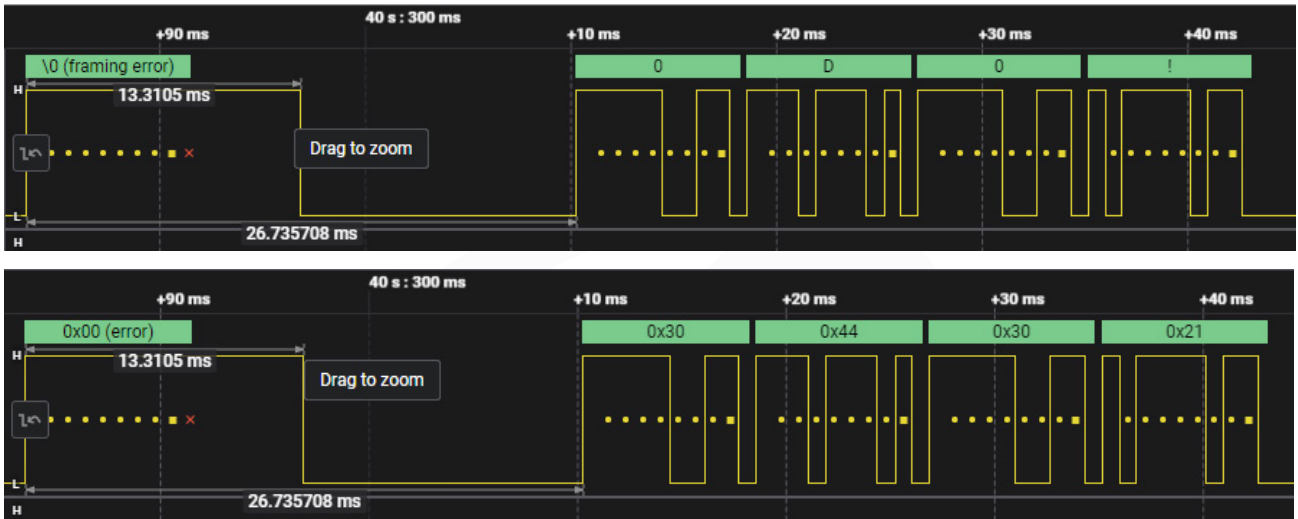 40 s : 300 ms
+90 ms +10 ms +20 ms +30 ms +40 ms
\0 (framing error) 0 D 0 !
H
13.3105 ms
Drag to zoom
L
26.735708 ms
H
40 s : 300 ms
+90 ms +10 ms +20 ms +30 ms +40 ms
0x00 (error) 0x30 0x44 0x30 0x21
H
13.3105 ms
Drag to zoom
L
26.735708 ms
H